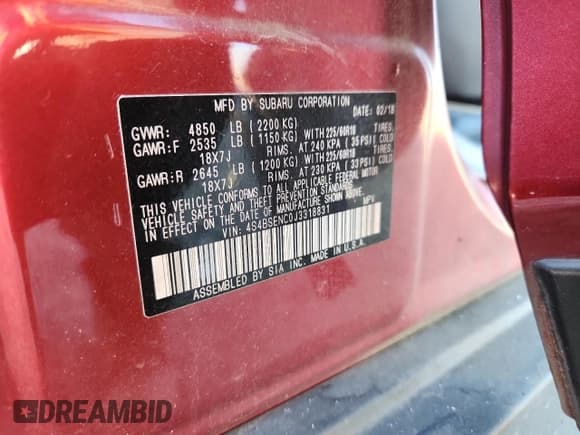 MFD BY SUBARU CORPORATION
DATE: 02/18
GVWR: 4850 LB (2200 KG)
GAWR:F 2535 LB (1150 KG) WITH 225/60R18 TIRES,
18X7J RIMS, AT 240 KPA (35 PSI) COLD
GAWR:R 2645 LB (1200 KG) WITH 225/60R18 TIRES,
18X7J RIMS, AT 230 KPA (33 PSI) COLD
THIS VEHICLE CONFORMS TO ALL APPLICABLE FEDERAL MOTOR
VEHICLE SAFETY AND THEFT PREVENTION STANDARDS
IN EFFECT ON THE DATE OF MANUFACTURE SHOWN ABOVE.
VIN: 4S4BSENC0J3318831 MPV
ASSEMBLED BY SIA INC. MADE IN U.S.A.
DREAMBID